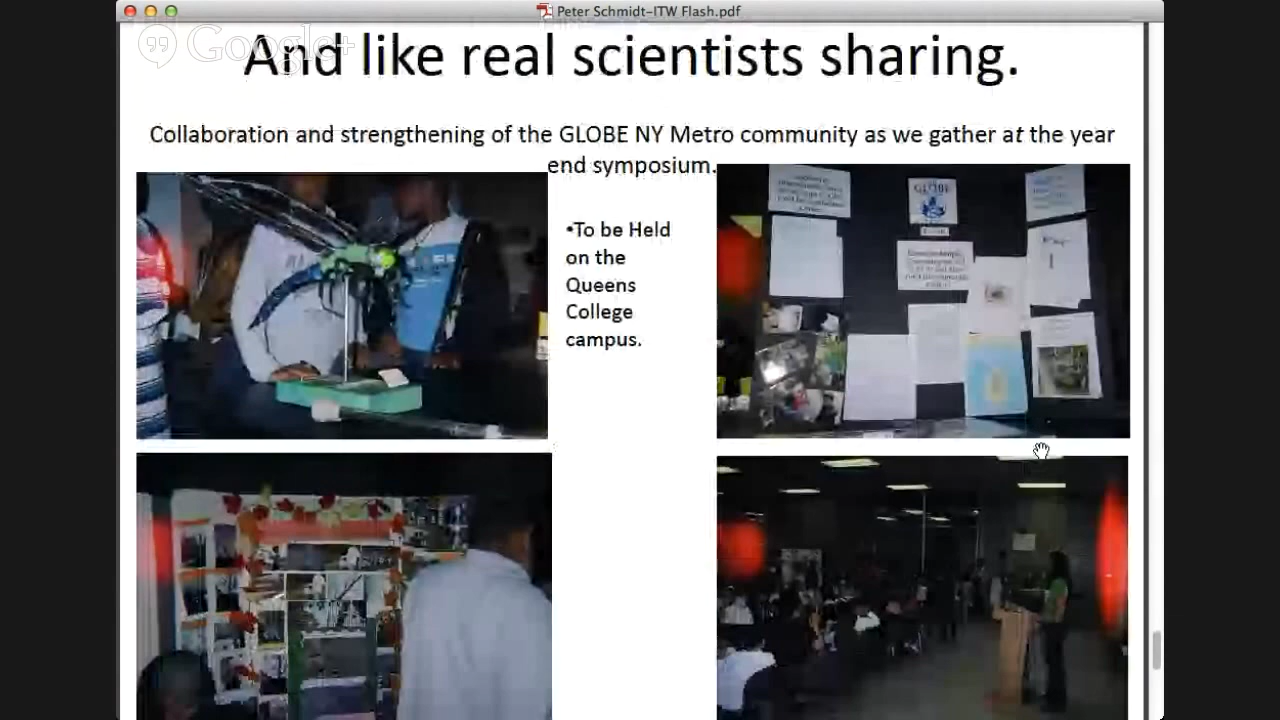 Peter Schmidt-ITW Flash.pdf
Google+
And like real scientists sharing.
Collaboration and strengthening of the GLOBE NY Metro community as we gather at the year
end symposium.
•To be Held
on the
Queens
College
campus.
GLOBE